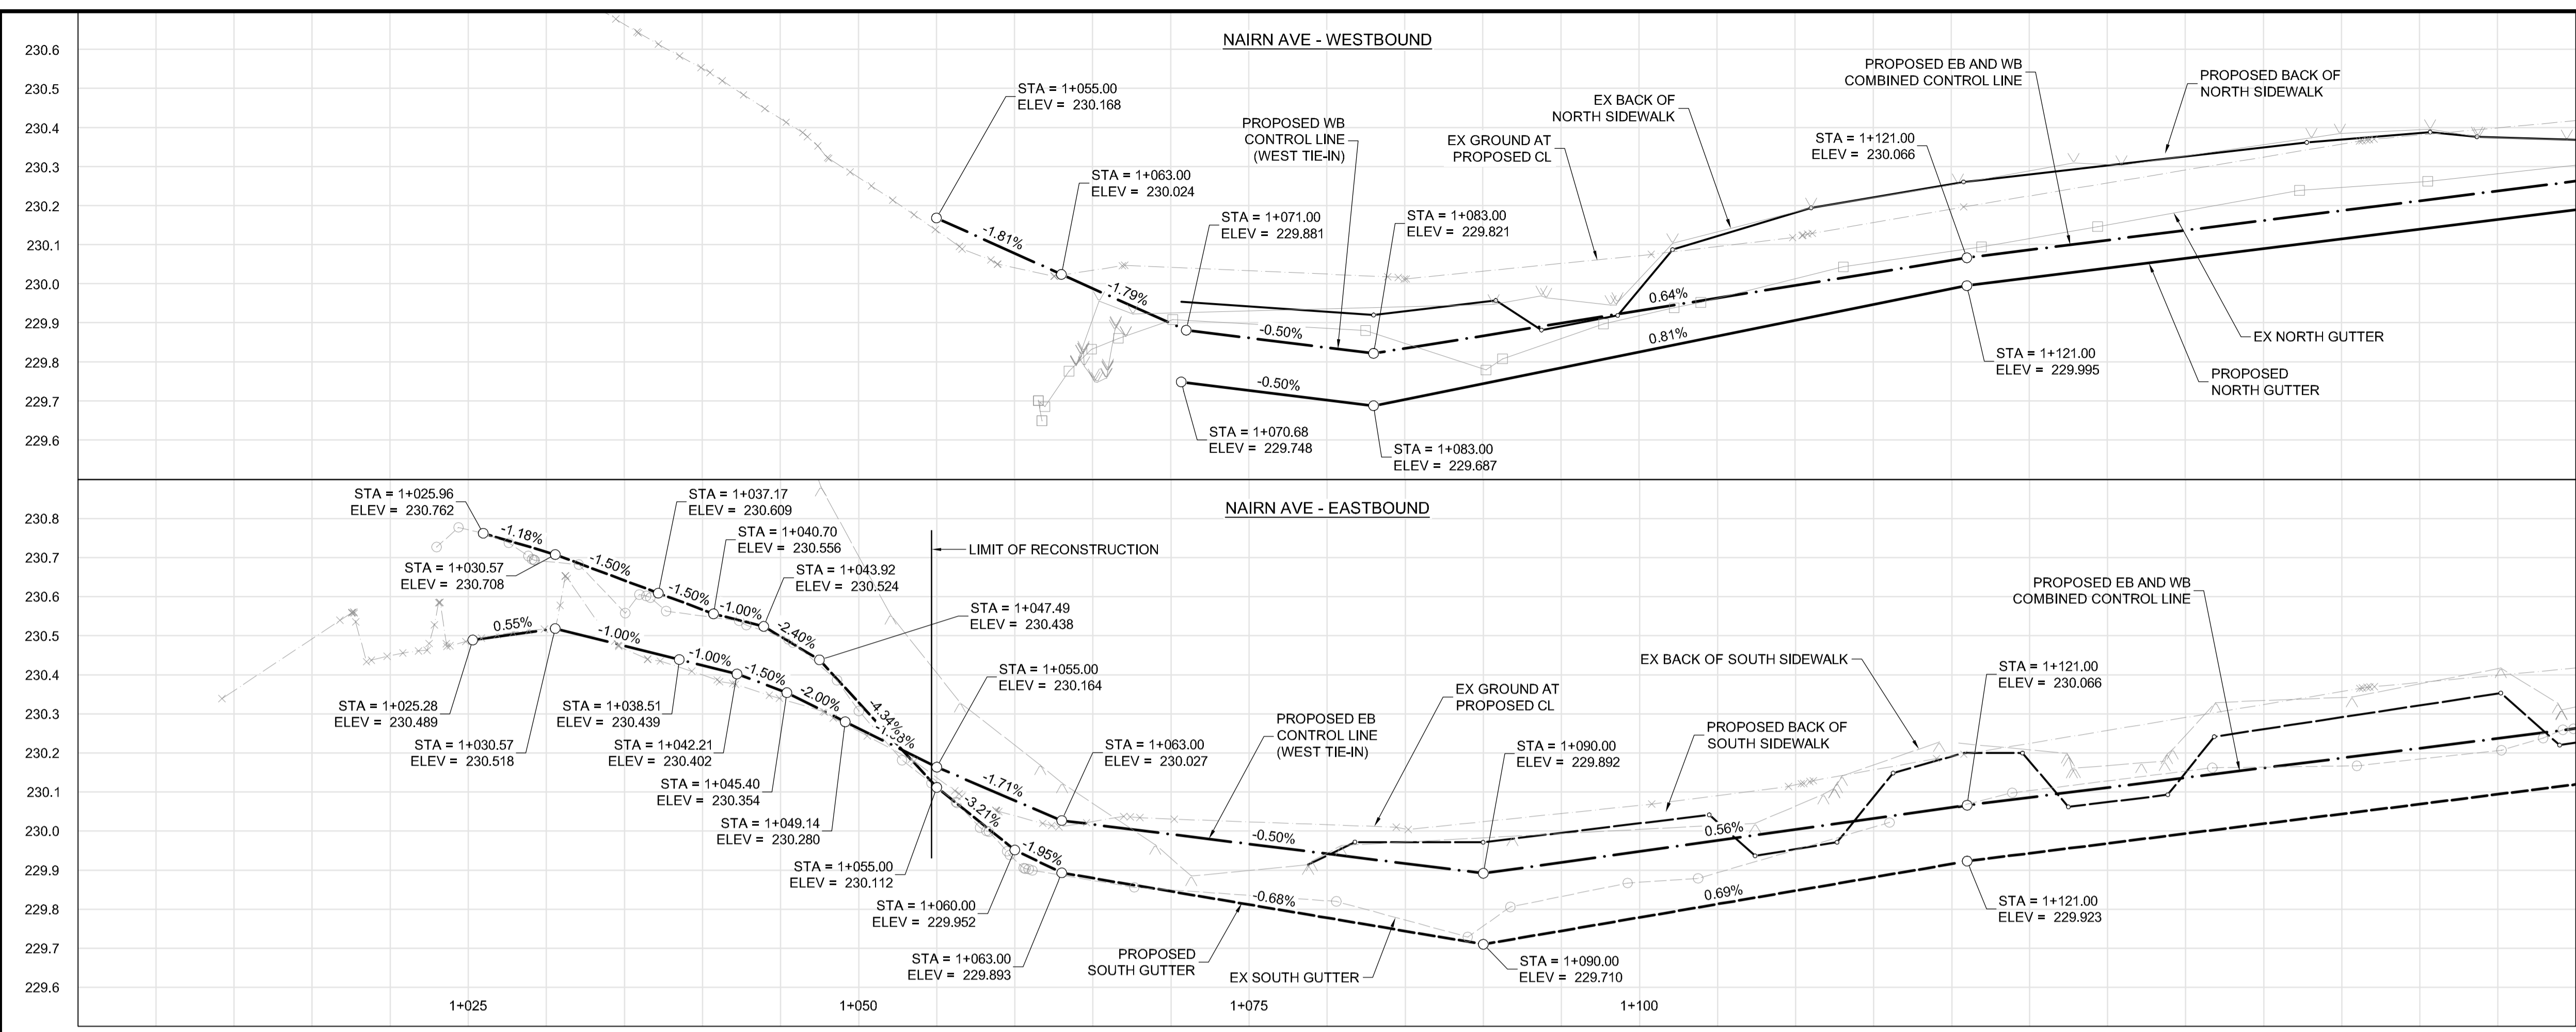 NAIRN AVE - WESTBOUND
230.6
230.5
230.4
230.3
230.2
230.1
230.0
229.9
229.8
229.7
229.6
STA = 1+055.00
ELEV = 230.168
STA = 1+063.00
ELEV = 230.024
STA = 1+071.00
ELEV = 229.881
PROPOSED WB
CONTROL LINE
(WEST TIE-IN)
STA = 1+083.00
ELEV = 229.821
EX GROUND AT
PROPOSED CL
EX BACK OF
NORTH SIDEWALK
PROPOSED EB AND WB
COMBINED CONTROL LINE
STA = 1+121.00
ELEV = 230.066
PROPOSED BACK OF
NORTH SIDEWALK
-1.81%
-1.79%
-0.50%
0.64%
-0.50%
0.81%
EX NORTH GUTTER
STA = 1+121.00
ELEV = 229.995
PROPOSED
NORTH GUTTER
STA = 1+070.68
ELEV = 229.748
STA = 1+083.00
ELEV = 229.687
NAIRN AVE - EASTBOUND
230.8
230.7
230.6
230.5
230.4
230.3
230.2
230.1
230.0
229.9
229.8
229.7
229.6
STA = 1+025.96
ELEV = 230.762
STA = 1+037.17
ELEV = 230.609
STA = 1+040.70
ELEV = 230.556
STA = 1+043.92
ELEV = 230.524
STA = 1+047.49
ELEV = 230.438
LIMIT OF RECONSTRUCTION
STA = 1+030.57
ELEV = 230.708
-1.18%
-1.50%
-1.50%
-1.00%
-2.40%
-4.34%
0.55%
-1.00%
-1.00%
-1.50%
-2.00%
STA = 1+055.00
ELEV = 230.164
STA = 1+025.28
ELEV = 230.489
STA = 1+030.57
ELEV = 230.518
STA = 1+038.51
ELEV = 230.439
STA = 1+042.21
ELEV = 230.402
STA = 1+045.40
ELEV = 230.354
STA = 1+049.14
ELEV = 230.280
STA = 1+055.00
ELEV = 230.112
STA = 1+060.00
ELEV = 229.952
STA = 1+063.00
ELEV = 229.893
-1.71%
-3.21%
-1.95%
STA = 1+063.00
ELEV = 230.027
PROPOSED EB
CONTROL LINE
(WEST TIE-IN)
EX GROUND AT
PROPOSED CL
STA = 1+090.00
ELEV = 229.892
EX BACK OF SOUTH SIDEWALK
PROPOSED BACK OF
SOUTH SIDEWALK
PROPOSED EB AND WB
COMBINED CONTROL LINE
STA = 1+121.00
ELEV = 230.066
-0.50%
0.56%
-0.68%
0.69%
STA = 1+121.00
ELEV = 229.923
PROPOSED
SOUTH GUTTER
EX SOUTH GUTTER
STA = 1+090.00
ELEV = 229.710
1+025
1+050
1+075
1+100